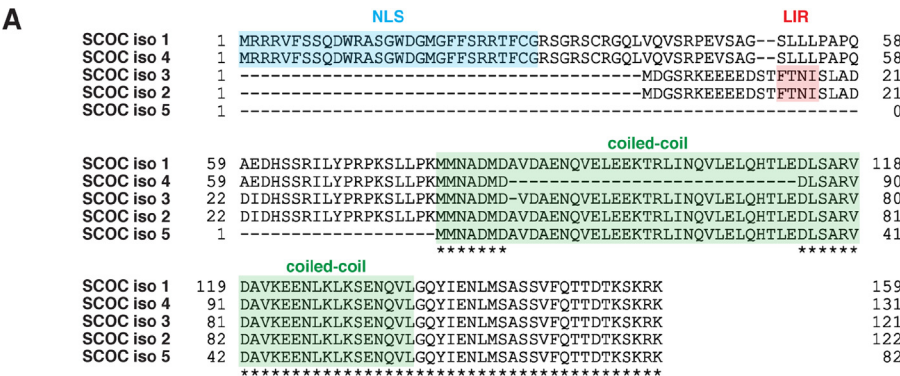 A
NLS LIR
SCOC iso 1 1 MRRRVFSSQDWRASGWDGMGFFSRRTFCGRSGRSCRGQLVQVSRPEVSAG--SLLLPAPQ 58
SCOC iso 4 1 MRRRVFSSQDWRASGWDGMGFFSRRTFCGRSGRSCRGQLVQVSRPEVSAG--SLLLPAPQ 58
SCOC iso 3 1 ---------------------------------------MDGSRKEEEEDSTFTNISLAD 21
SCOC iso 2 1 ---------------------------------------MDGSRKEEEEDSTFTNISLAD 21
SCOC iso 5 1 ------------------------------------------------------------ 0
coiled-coil
SCOC iso 1 59 AEDHSSRILYPRPKSLLPKMMNADMDAVDAENQVELEEKTRLINQVLELQHTLEDLSARV 118
SCOC iso 4 59 AEDHSSRILYPRPKSLLPKMMNADMD----------------------------DLSARV 90
SCOC iso 3 22 DIDHSSRILYPRPKSLLPKMMNADMD-VDAENQVELEEKTRLINQVLELQHTLEDLSARV 80
SCOC iso 2 22 DIDHSSRILYPRPKSLLPKMMNADMDAVDAENQVELEEKTRLINQVLELQHTLEDLSARV 81
SCOC iso 5 1 -------------------MMNADMDAVDAENQVELEEKTRLINQVLELQHTLEDLSARV 41
******* ******
coiled-coil
SCOC iso 1 119 DAVKEENLKLKSENQVLGQYIENLMSASSVFQTTDTKSKRK 159
SCOC iso 4 91 DAVKEENLKLKSENQVLGQYIENLMSASSVFQTTDTKSKRK 131
SCOC iso 3 81 DAVKEENLKLKSENQVLGQYIENLMSASSVFQTTDTKSKRK 121
SCOC iso 2 82 DAVKEENLKLKSENQVLGQYIENLMSASSVFQTTDTKSKRK 122
SCOC iso 5 42 DAVKEENLKLKSENQVLGQYIENLMSASSVFQTTDTKSKRK 82
*****************************************